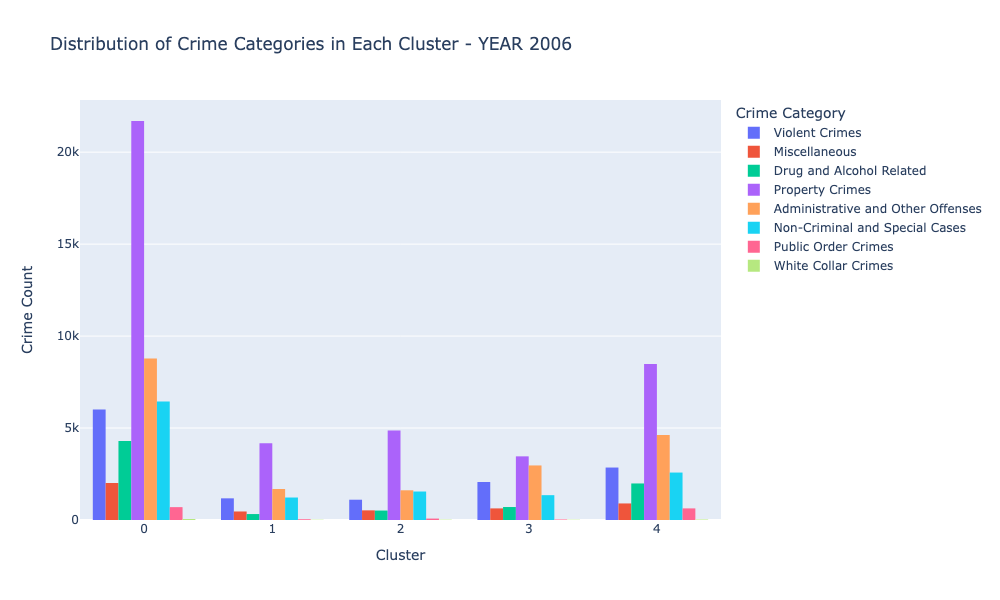 Distribution of Crime Categories in Each Cluster - YEAR 2006
Crime Category
Violent Crimes
Miscellaneous
Drug and Alcohol Related
Property Crimes
Administrative and Other Offenses
Non-Criminal and Special Cases
Public Order Crimes
White Collar Crimes
Crime Count
20k
15k
10k
5k
0
0 1 2 3 4
Cluster